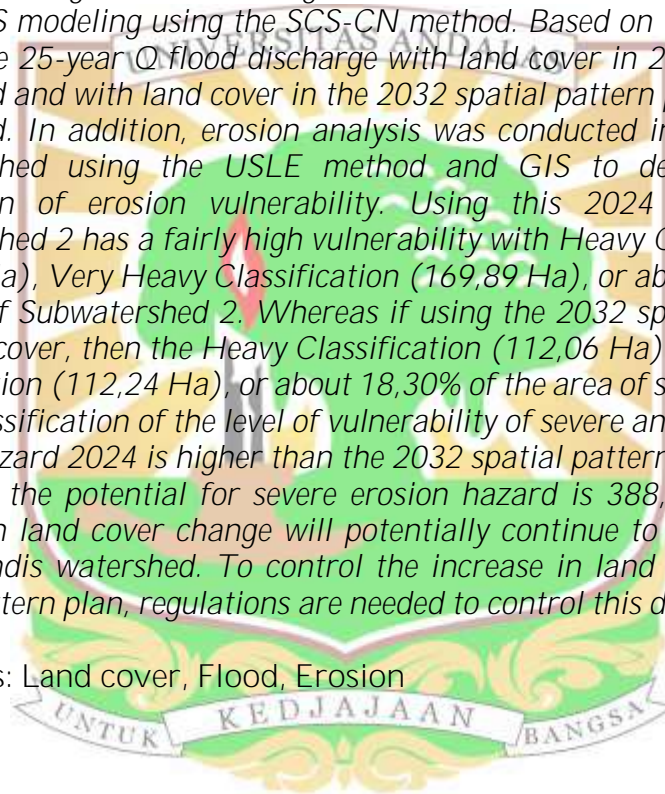 S modeling using the SCS-CN method. Based on
e 25-year Q flood discharge with land cover in 2
d and with land cover in the 2032 spatial pattern
d. In addition, erosion analysis was conducted i
hed using the USLE method and GIS to de
n of erosion vulnerability. Using this 2024
hed 2 has a fairly high vulnerability with Heavy C
a), Very Heavy Classification (169,89 Ha), or ab
f Subwatershed 2. Whereas if using the 2032 sp
cover, then the Heavy Classification (112,06 Ha)
ion (112,24 Ha), or about 18,30% of the area of s
ssification of the level of vulnerability of severe an
zard 2024 is higher than the 2032 spatial pattern
the potential for severe erosion hazard is 388,
n land cover change will potentially continue to
ndis watershed. To control the increase in land
ttern plan, regulations are needed to control this d
s: Land cover, Flood, Erosion
UNIVERSITAS ANDALAS
UNTUK KEDJAJAAN BANGSA